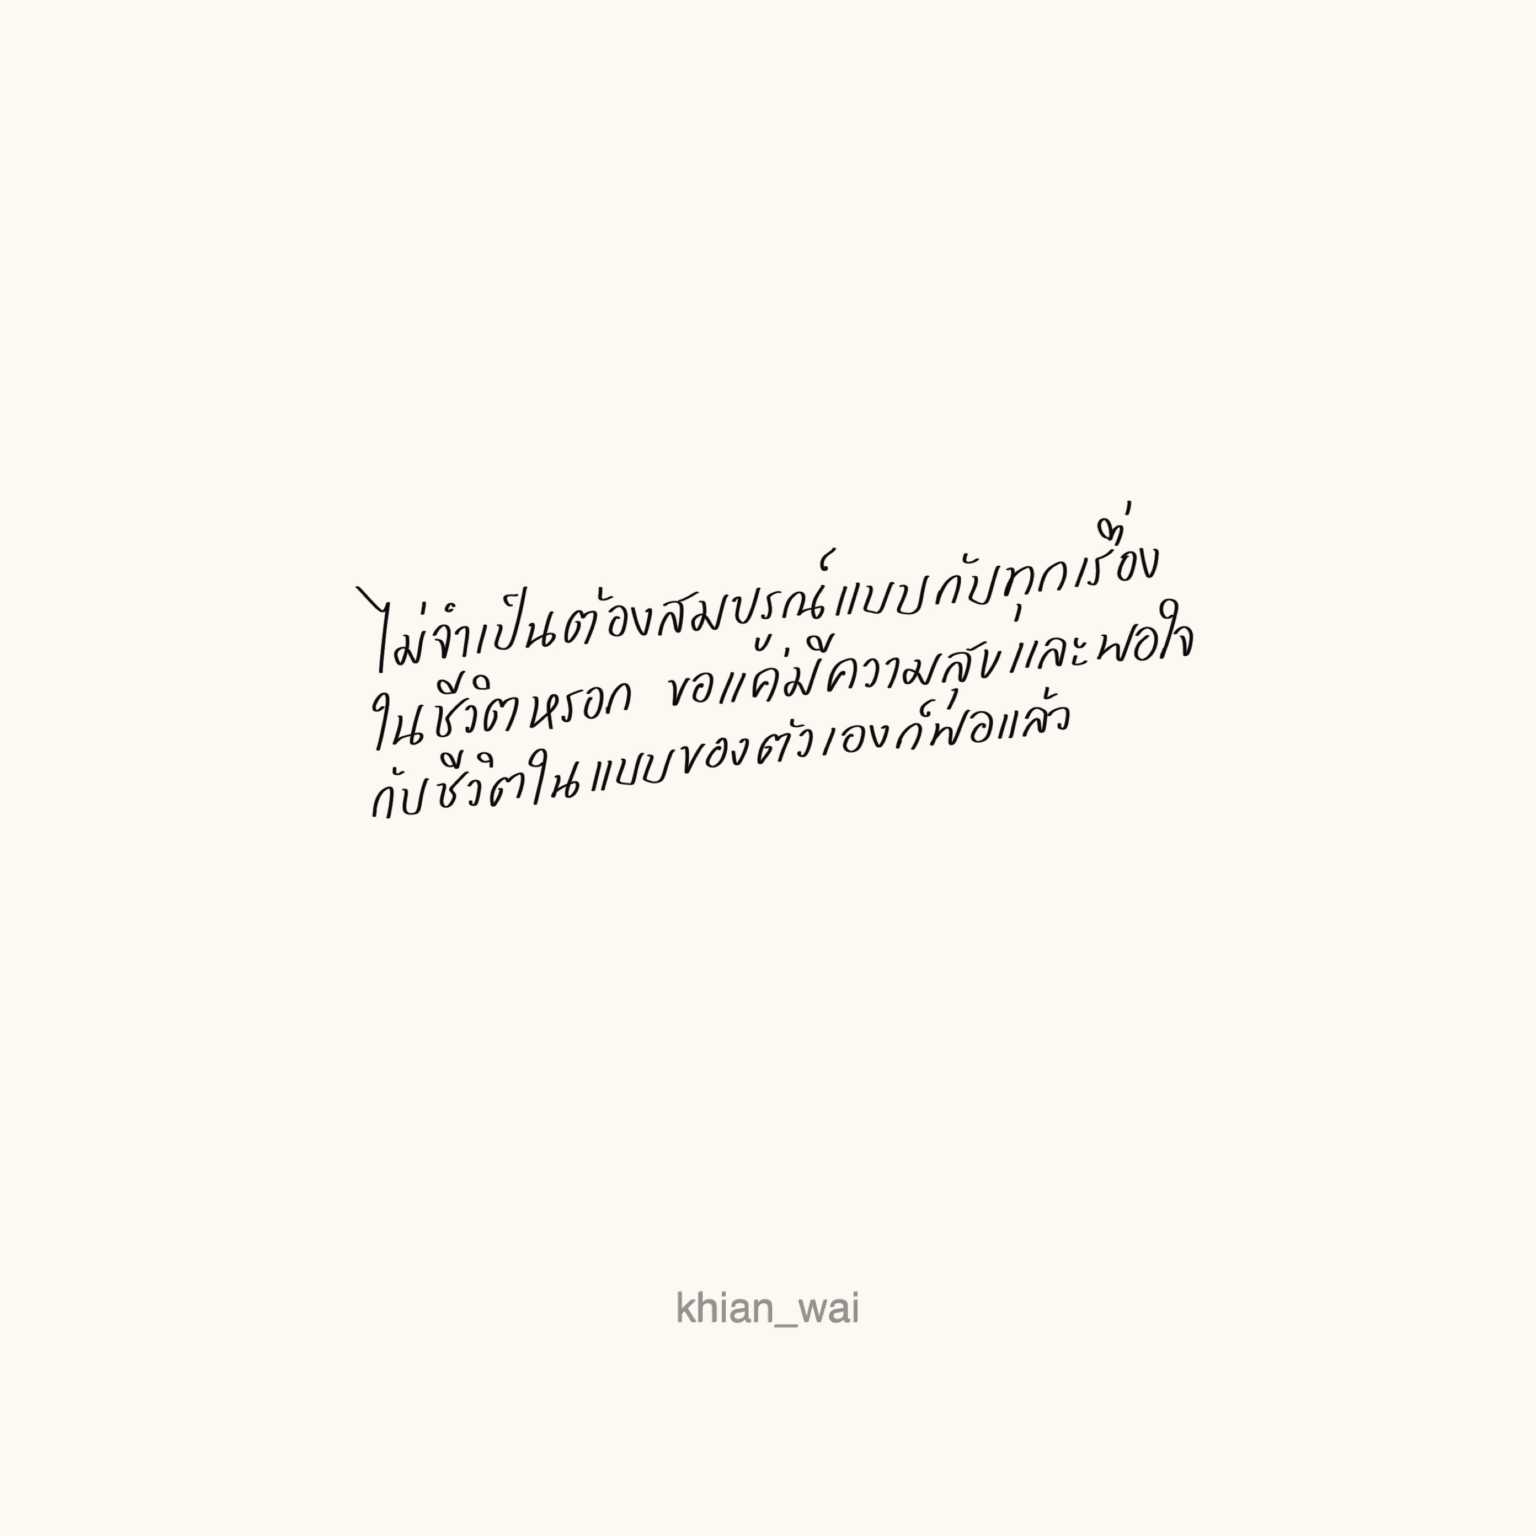 ไม่จำเป็นต้องสมบรณ์แบบกับทุกเรื่อง
ในชีวิตหรอก ขอแค่มีความสุขและพอใจ
กับชีวิตในแบบของตัวเองก็พอแล้ว
khian_wai